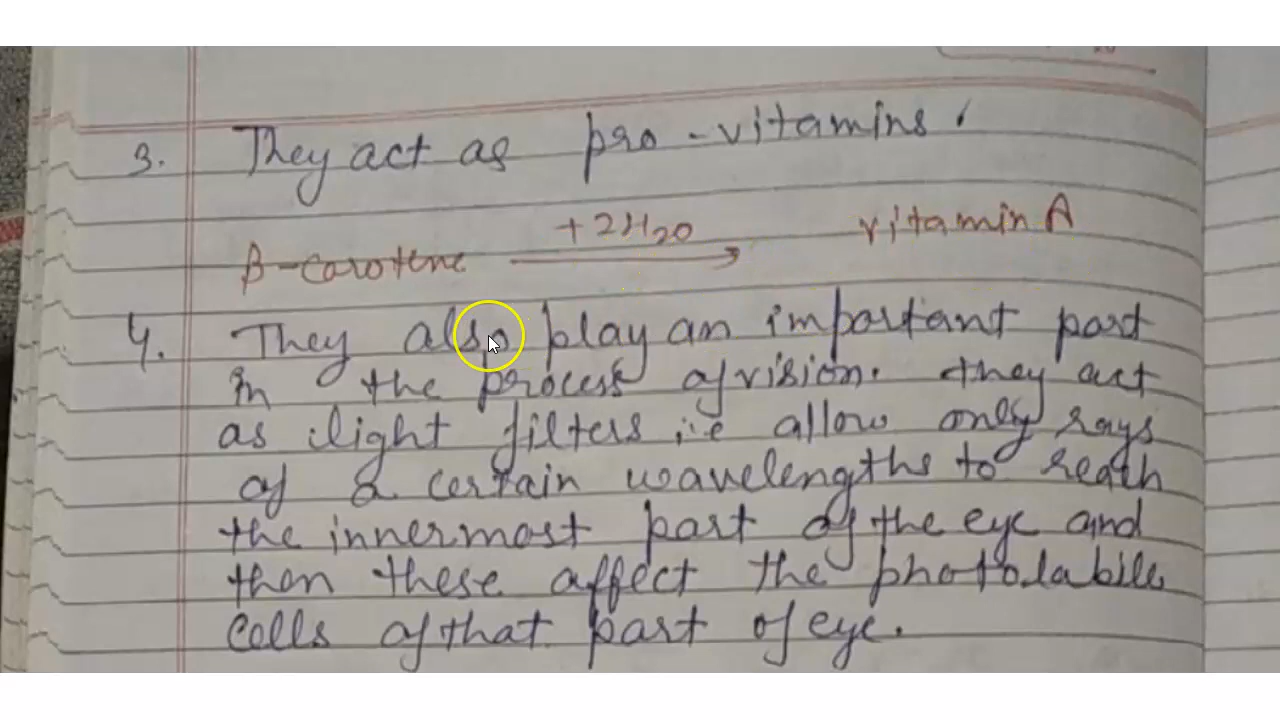 3. They act as pro-vitamins.
+2H2O
β-carotene ⟶ vitamin A
4. They also play an important part
in the process of vision. they act
as light filters i.e allow only rays
of a certain wavelengths to reach
the innermost part of the eye and
then these affect the photolabile
cells of that part of eye.